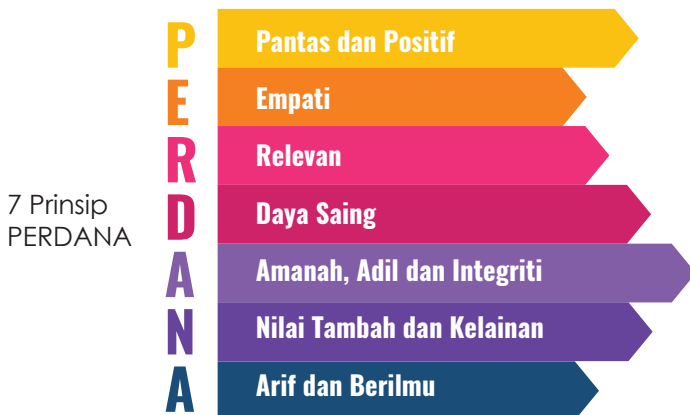 7 Prinsip
PERDANA
P Pantas dan Positif
E Empati
R Relevan
D Daya Saing
A Amanah, Adil dan Integriti
N Nilai Tambah dan Kelainan
A Arif dan Berilmu